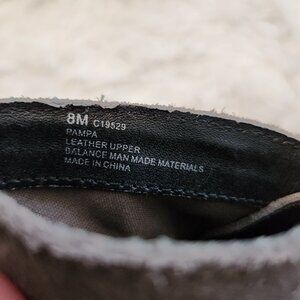 8M C19529
PAMPA
LEATHER UPPER
BALANCE MAN MADE MATERIALS
MADE IN CHINA